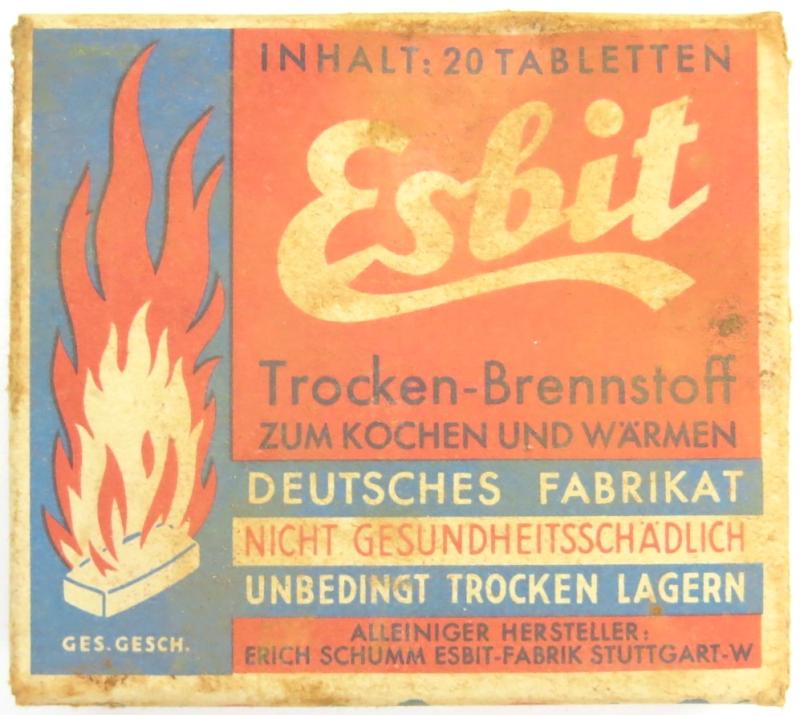 INHALT: 20 TABLETTEN
Esbit
Trocken-Brennstoff
ZUM KOCHEN UND WÄRMEN
DEUTSCHES FABRIKAT
NICHT GESUNDHEITSSCHÄDLICH
UNBEDINGT TROCKEN LAGERN
ALLEINIGER HERSTELLER:
ERICH SCHUMM ESBIT-FABRIK STUTTGART-W
GES. GESCH.